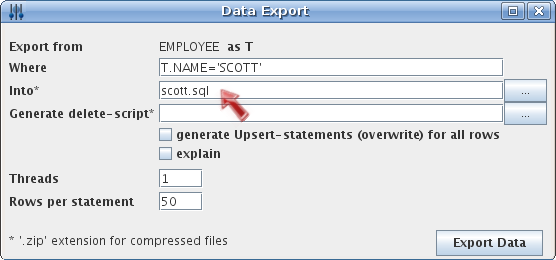 Data Export
Export from EMPLOYEE as T
Where T.NAME='SCOTT'
Into* scott.sql ...
Generate delete-script* ...
generate Upsert-statements (overwrite) for all rows
explain
Threads 1
Rows per statement 50
* '.zip' extension for compressed files Export Data